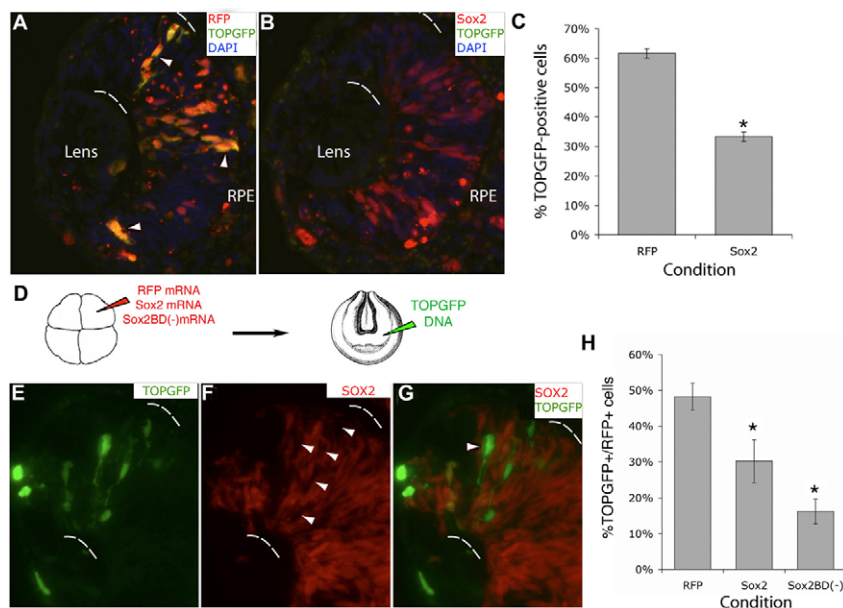 A
RFP
TOPGFP
DAPI
Lens
RPE
B
Sox2
TOPGFP
DAPI
Lens
RPE
C
% TOPGFP-positive cells
70%
60%
50%
40%
30%
20%
10%
0%
*
RFP
Sox2
Condition
D
RFP mRNA
Sox2 mRNA
Sox2BD(-)mRNA
TOPGFP
DNA
E
TOPGFP
F
SOX2
G
SOX2
TOPGFP
H
%TOPGFP+/RFP+ cells
60%
50%
40%
30%
20%
10%
0%
*
*
RFP
Sox2
Sox2BD(-)
Condition